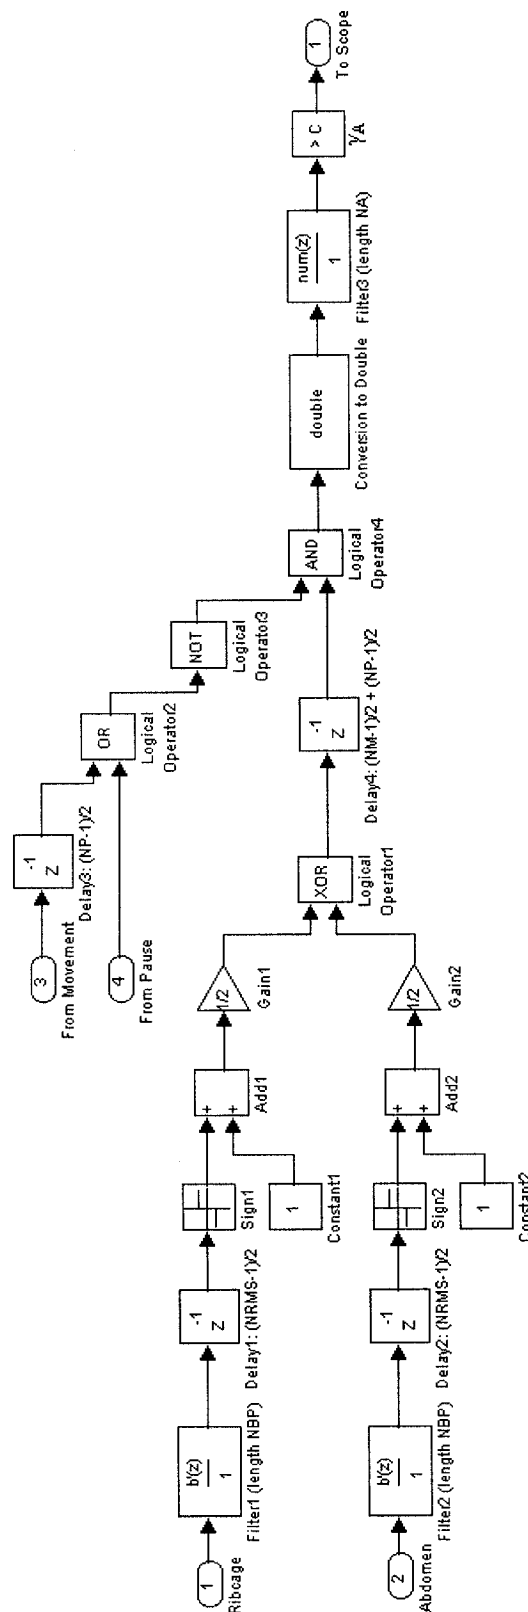 3
From Movement
-1
Z
Delay3: (NP-1)/2
4
From Pause
OR
Logical
Operator2
NOT
Logical
Operator3
1
Ribcage
b'(z)
1
Filter1 (length NBP)
-1
Z
Delay1: (NRMS-1)/2
Sign1
1
Constant1
+
+
Add1
1/2
Gain1
2
Abdomen
b'(z)
1
Filter2 (length NBP)
-1
Z
Delay2: (NRMS-1)/2
Sign2
1
Constant2
+
+
Add2
1/2
Gain2
XOR
Logical
Operator1
-1
Z
Delay4: (NM-1)/2 + (NP-1)/2
AND
Logical
Operator4
double
Conversion to Double
num(z)
1
Filter3 (length NA)
> C
γA
1
To Scope